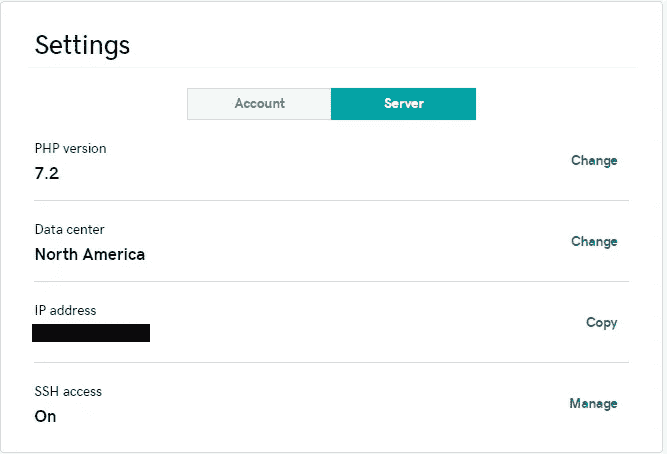 Settings
Account Server
PHP version
7.2
Change
Data center
North America
Change
IP address
Copy
SSH access
On
Manage